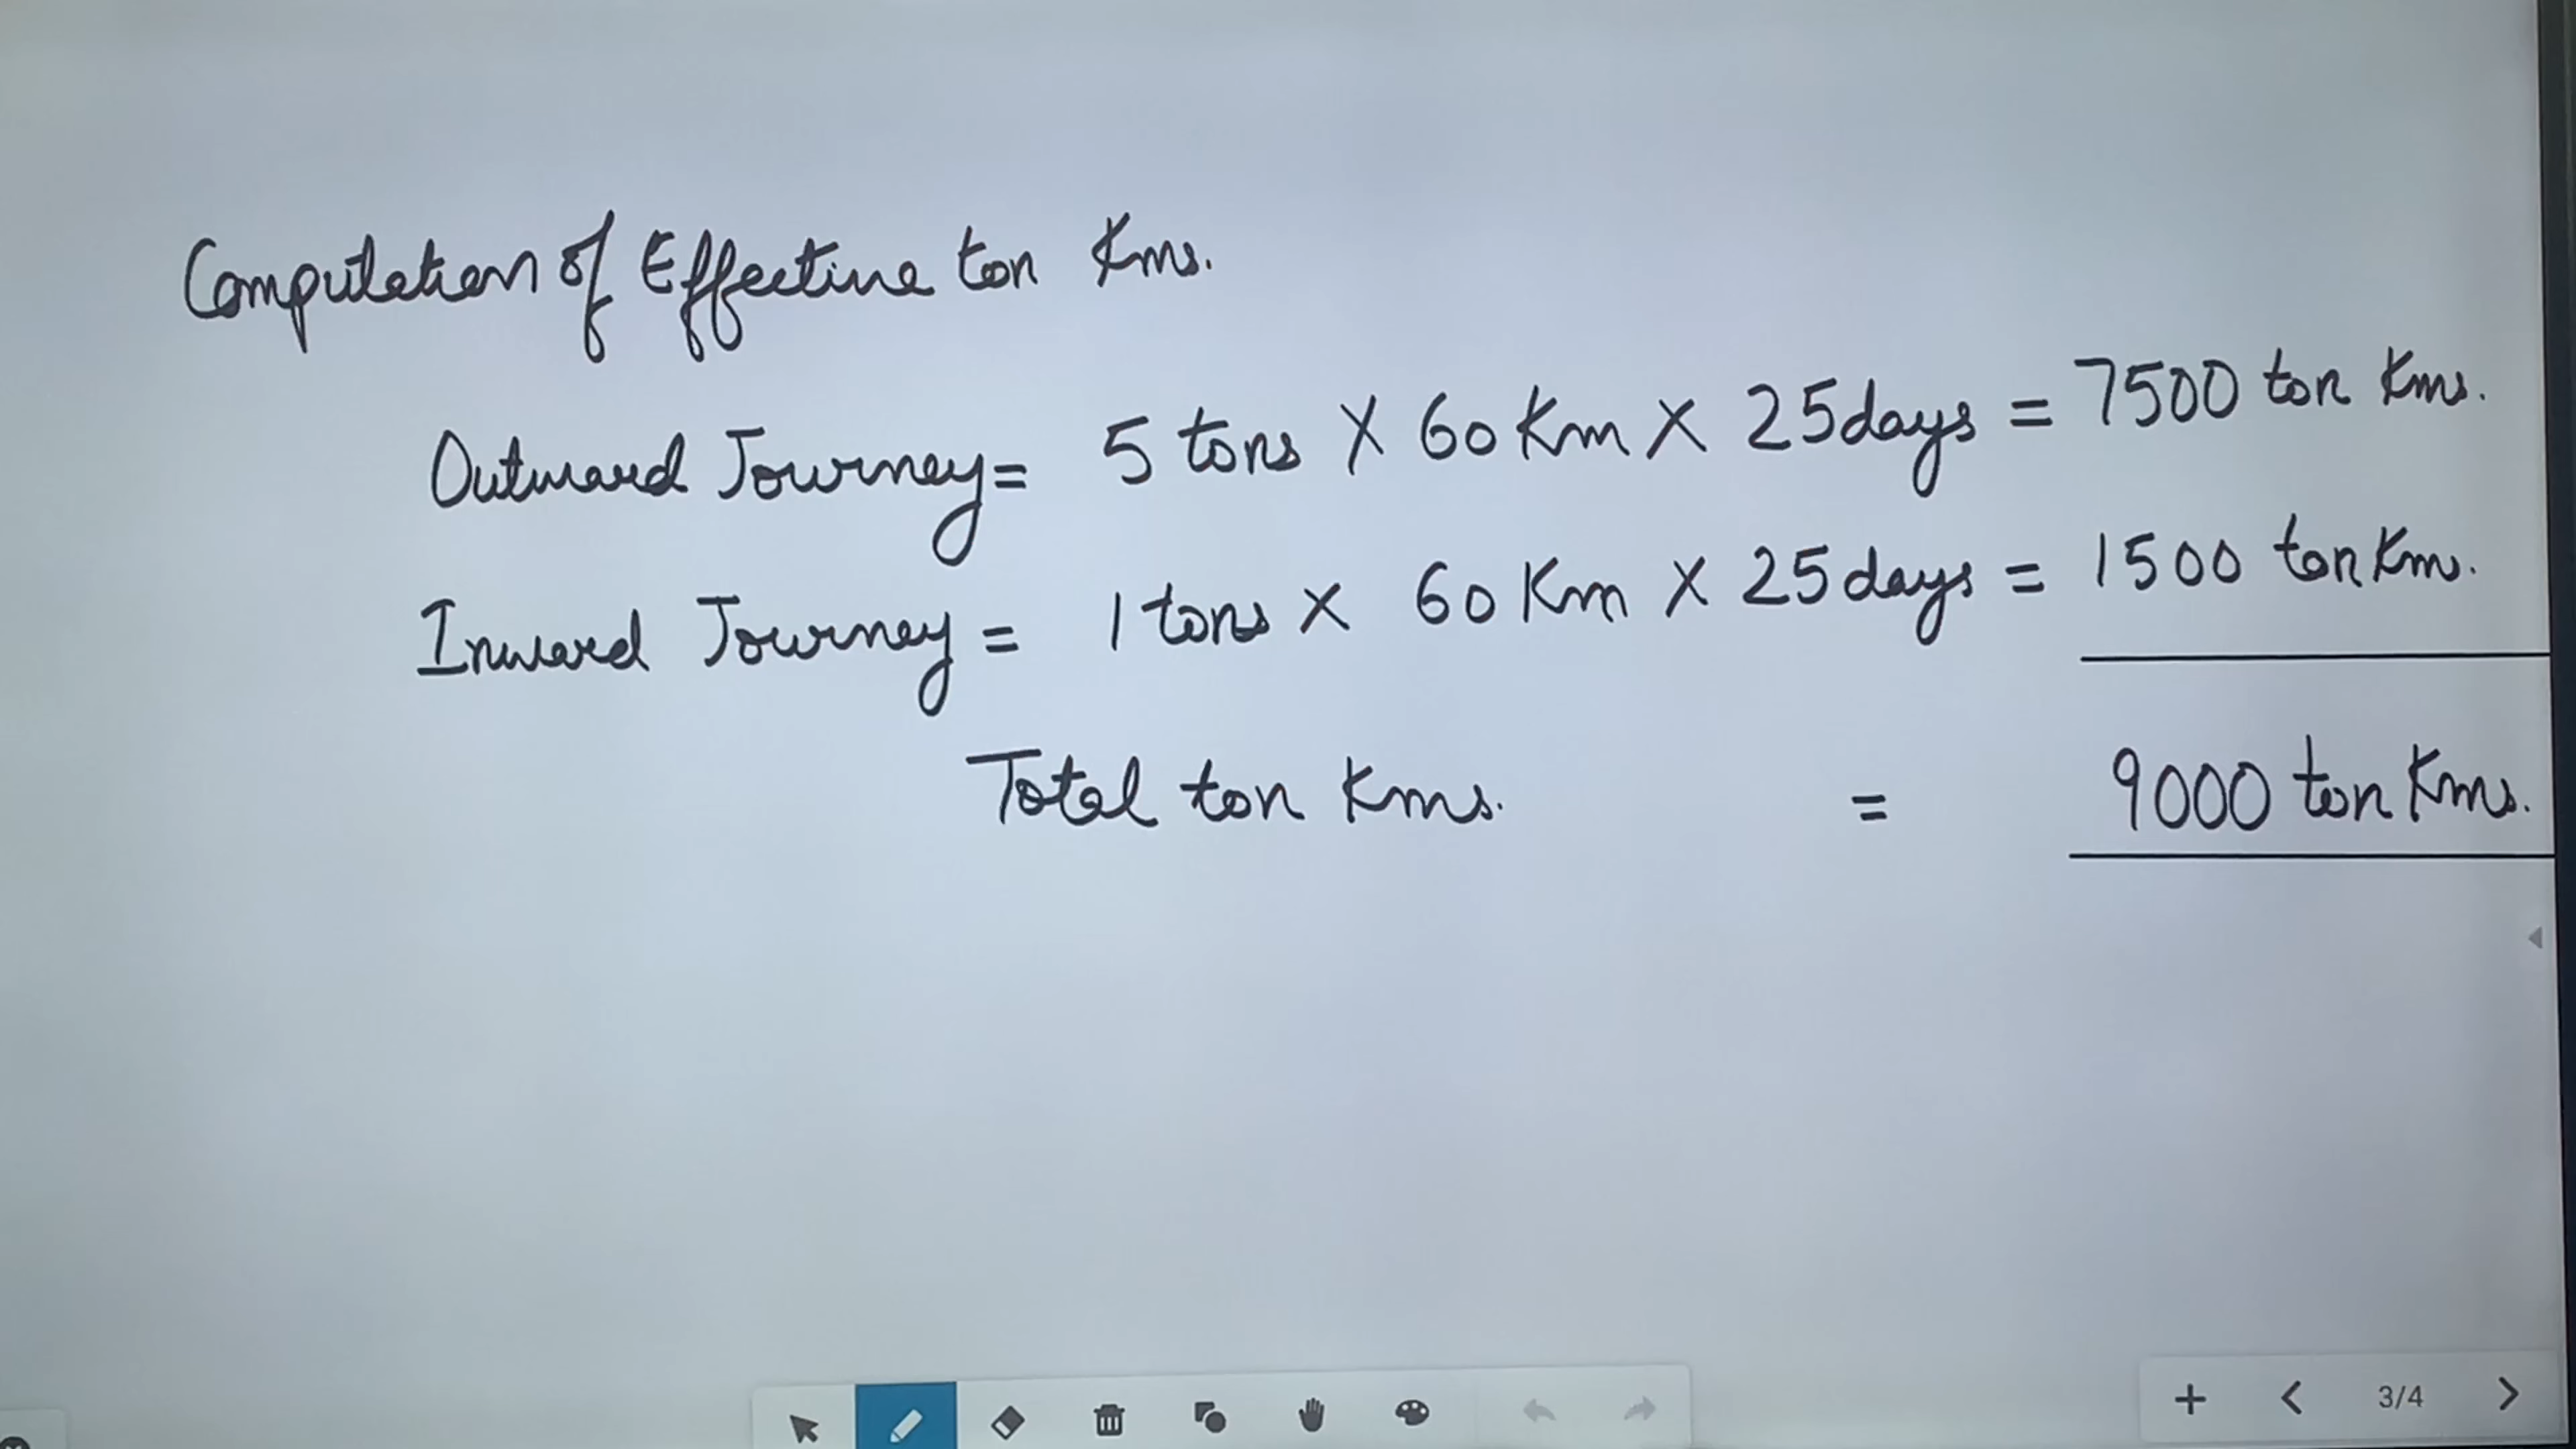 Computation of Effective ton Kms.
Outward Journey = 5 tons X 60 Km X 25 days = 7500 ton Kms.
Inward Journey = 1 tons X 60 Km X 25 days = 1500 ton Km.
Total ton Kms. = 9000 ton Kms.
3/4